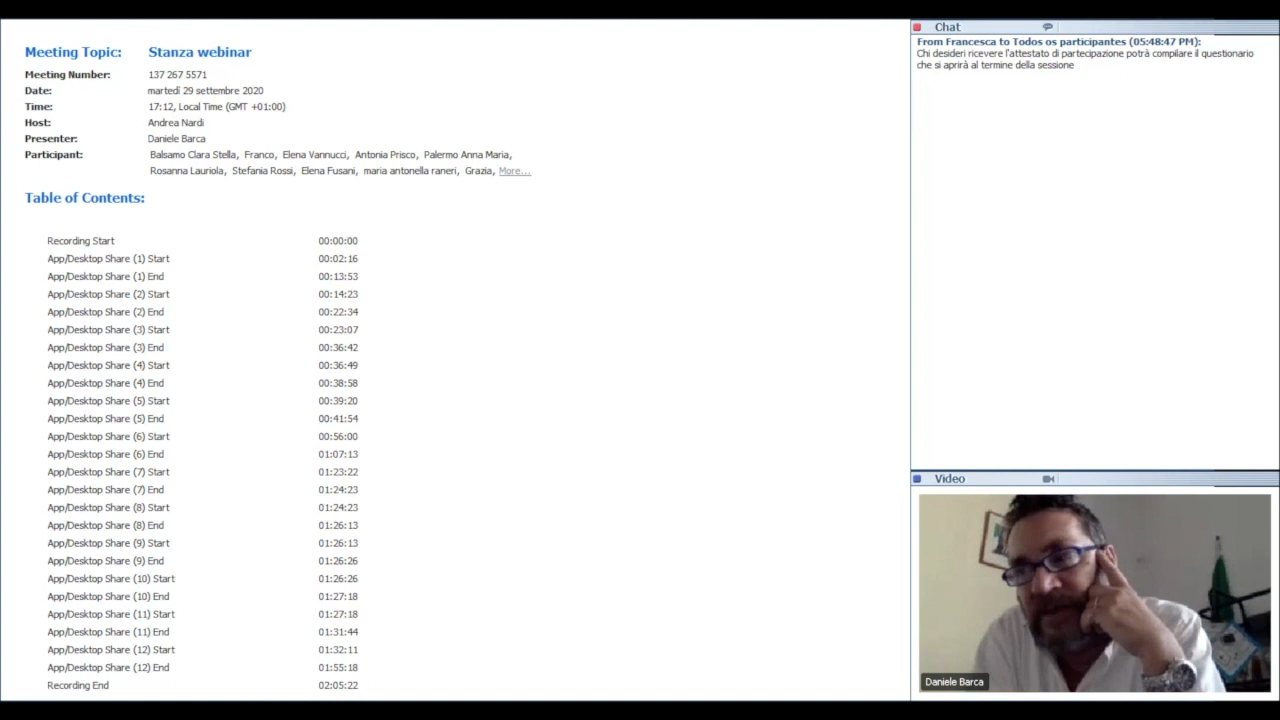 Meeting Topic: Stanza webinar
Meeting Number: 137 267 5571
Date: martedì 29 settembre 2020
Time: 17:12, Local Time (GMT +01:00)
Host: Andrea Nardi
Presenter: Daniele Barca
Participant: Balsamo Clara Stella, Franco, Elena Vannucci, Antonia Prisco, Palermo Anna Maria,
Rosanna Lauriola, Stefania Rossi, Elena Fusani, maria antonella raneri, Grazia, More...
Table of Contents:
Recording Start 00:00:00
App/Desktop Share (1) Start 00:02:16
App/Desktop Share (1) End 00:13:53
App/Desktop Share (2) Start 00:14:23
App/Desktop Share (2) End 00:22:34
App/Desktop Share (3) Start 00:23:07
App/Desktop Share (3) End 00:36:42
App/Desktop Share (4) Start 00:36:49
App/Desktop Share (4) End 00:38:58
App/Desktop Share (5) Start 00:39:20
App/Desktop Share (5) End 00:41:54
App/Desktop Share (6) Start 00:56:00
App/Desktop Share (6) End 01:07:13
App/Desktop Share (7) Start 01:23:22
App/Desktop Share (7) End 01:24:23
App/Desktop Share (8) Start 01:24:23
App/Desktop Share (8) End 01:26:13
App/Desktop Share (9) Start 01:26:13
App/Desktop Share (9) End 01:26:26
App/Desktop Share (10) Start 01:26:26
App/Desktop Share (10) End 01:27:18
App/Desktop Share (11) Start 01:27:18
App/Desktop Share (11) End 01:31:44
App/Desktop Share (12) Start 01:32:11
App/Desktop Share (12) End 01:55:18
Recording End 02:05:22
Chat
From Francesca to Todos os participantes (05:48:47 PM):
Chi desideri ricevere l'attestato di partecipazione potrà compilare il questionario
che si aprirà al termine della sessione
Video
Daniele Barca